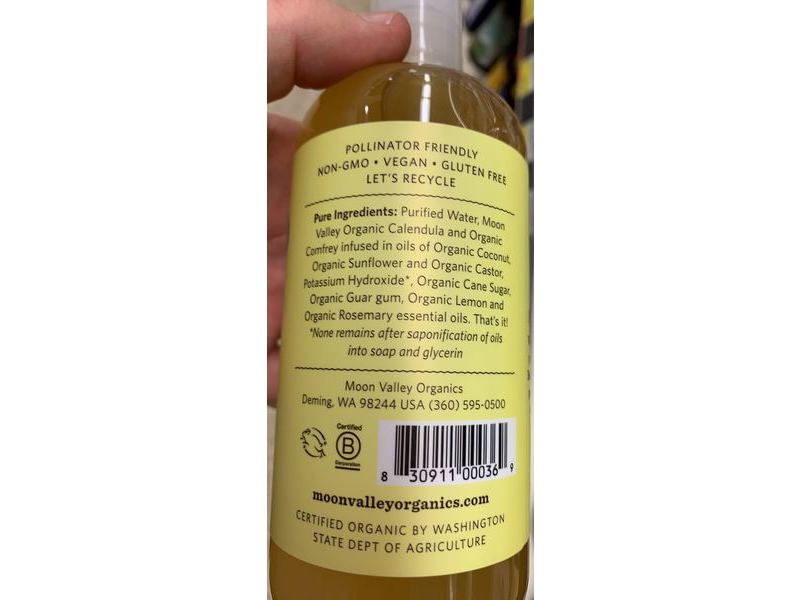 POLLINATOR FRIENDLY
NON-GMO • VEGAN • GLUTEN FREE
LET'S RECYCLE
Pure Ingredients: Purified Water, Moon
Valley Organic Calendula and Organic
Comfrey infused in oils of Organic Coconut,
Organic Sunflower and Organic Castor,
Potassium Hydroxide*, Organic Cane Sugar,
Organic Guar gum, Organic Lemon and
Organic Rosemary essential oils. That's it!
*None remains after saponification of oils
into soap and glycerin
Moon Valley Organics
Deming, WA 98244 USA (360) 595-0500
Certified
B
Corporation
8 30911 00036 9
moonvalleyorganics.com
CERTIFIED ORGANIC BY WASHINGTON
STATE DEPT OF AGRICULTURE